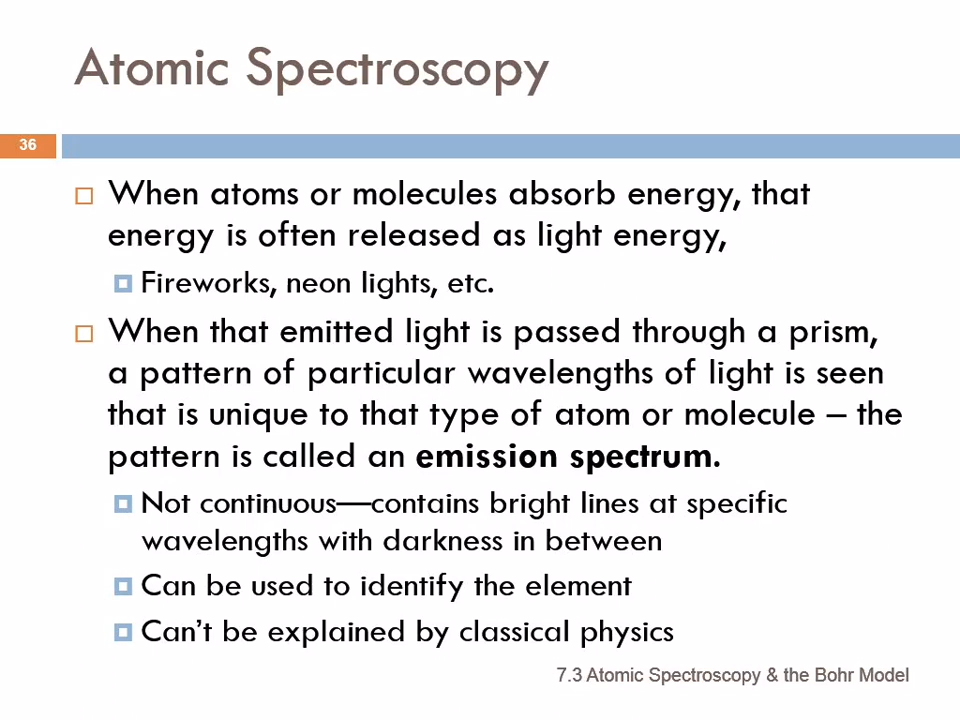 Atomic Spectroscopy
36
When atoms or molecules absorb energy, that
energy is often released as light energy,
Fireworks, neon lights, etc.
When that emitted light is passed through a prism,
a pattern of particular wavelengths of light is seen
that is unique to that type of atom or molecule – the
pattern is called an emission spectrum.
Not continuous—contains bright lines at specific
wavelengths with darkness in between
Can be used to identify the element
Can't be explained by classical physics
7.3 Atomic Spectroscopy & the Bohr Model